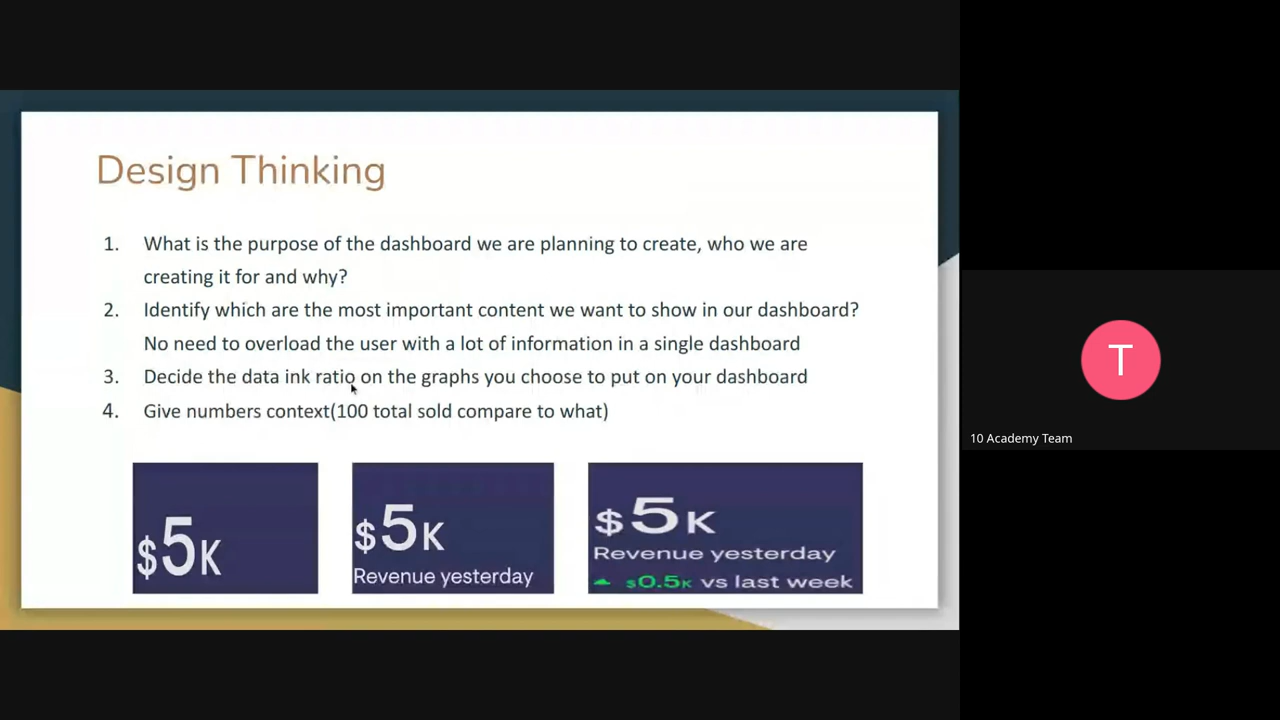 Design Thinking
1. What is the purpose of the dashboard we are planning to create, who we are
creating it for and why?
2. Identify which are the most important content we want to show in our dashboard?
No need to overload the user with a lot of information in a single dashboard
3. Decide the data ink ratio on the graphs you choose to put on your dashboard
4. Give numbers context(100 total sold compare to what)
$5K
$5K
Revenue yesterday
$5K
Revenue yesterday
$0.5K vs last week
T
10 Academy Team